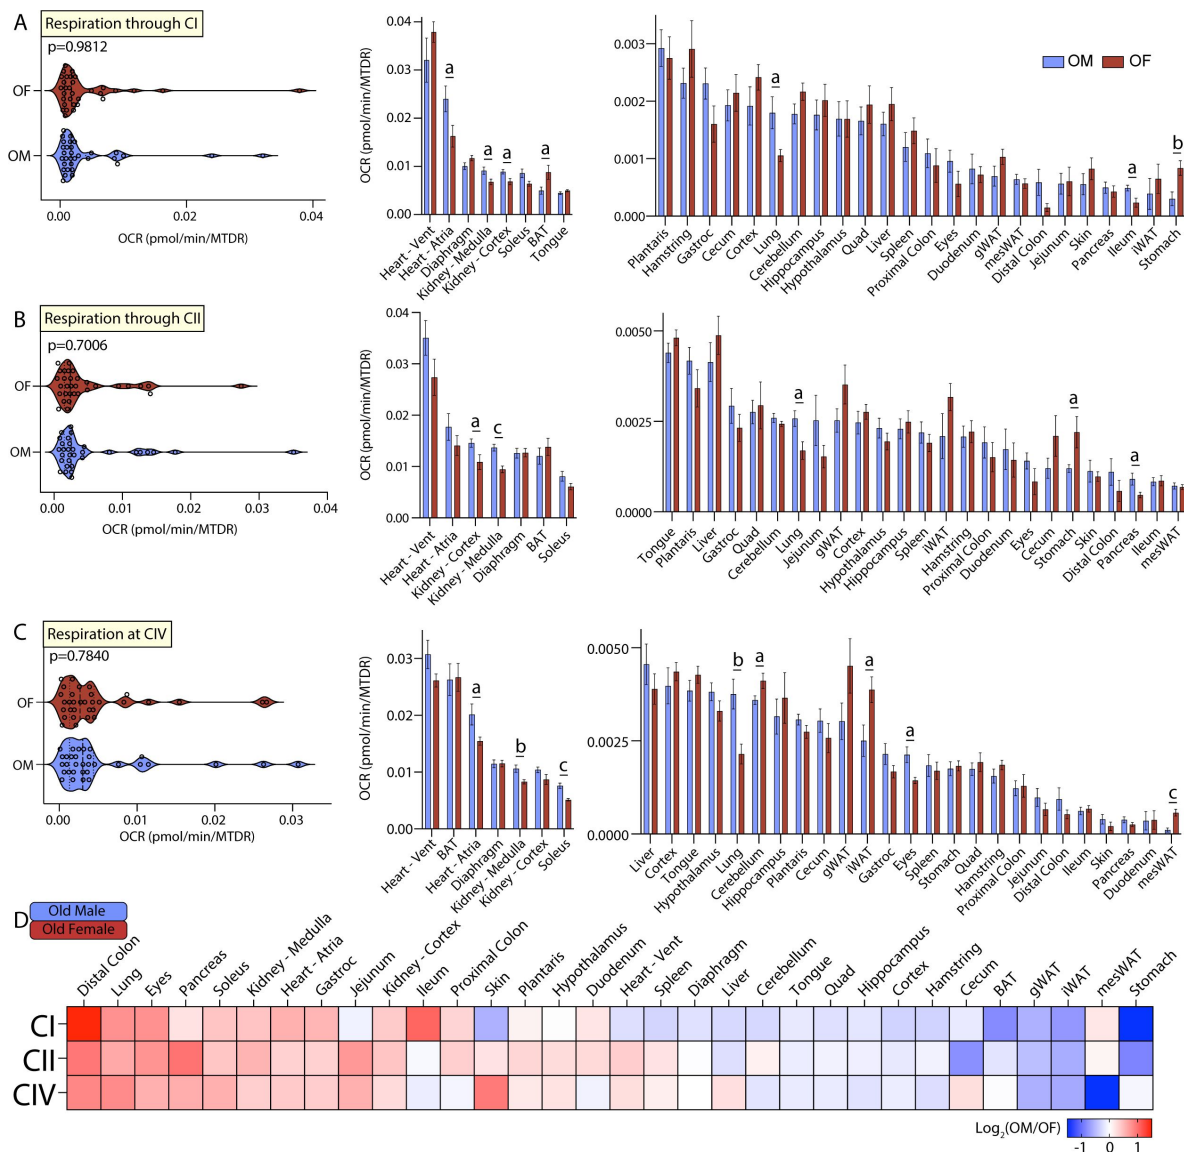 A
Respiration through CI
p=0.9812
OF
OM
0.00 0.02 0.04
OCR (pmol/min/MTDR)
OCR (pmol/min/MTDR)
0.04
0.03
0.02
0.01
0.00
a a a a
Heart - Vent
Heart - Atria
Diaphragm
Kidney - Medulla
Kidney - Cortex
Soleus
BAT
Tongue
0.003
0.002
0.001
0.000
OM OF
a a b
Plantaris
Hamstring
Gastroc
Cecum
Cortex
Lung
Cerebellum
Hippocampus
Hypothalamus
Quad
Liver
Spleen
Proximal Colon
Eyes
Duodenum
gWAT
mesWAT
Distal Colon
Jejunum
Skin
Pancreas
Ileum
iWAT
Stomach
B
Respiration through CII
p=0.7006
OF
OM
0.00 0.01 0.02 0.03 0.04
OCR (pmol/min/MTDR)
OCR (pmol/min/MTDR)
0.04
0.03
0.02
0.01
0.00
a c
Heart - Vent
Heart - Atria
Kidney - Cortex
Kidney - Medulla
Diaphragm
BAT
Soleus
0.0050
0.0025
0.0000
a a a
Tongue
Plantaris
Liver
Gastroc
Quad
Cerebellum
Lung
Jejunum
gWAT
Cortex
Hypothalamus
Hippocampus
Spleen
iWAT
Hamstring
Proximal Colon
Duodenum
Eyes
Cecum
Stomach
Skin
Distal Colon
Pancreas
Ileum
mesWAT
C
Respiration at CIV
p=0.7840
OF
OM
0.00 0.01 0.02 0.03
OCR (pmol/min/MTDR)
OCR (pmol/min/MTDR)
0.03
0.02
0.01
0.00
a b c
Heart - Vent
BAT
Heart - Atria
Diaphragm
Kidney - Medulla
Kidney - Cortex
Soleus
0.0050
0.0025
0.0000
b a a a c
Liver
Cortex
Tongue
Hypothalamus
Lung
Cerebellum
Hippocampus
Plantaris
Cecum
gWAT
iWAT
Gastroc
Eyes
Spleen
Stomach
Quad
Hamstring
Proximal Colon
Jejunum
Distal Colon
Ileum
Skin
Pancreas
Duodenum
mesWAT
D
Old Male
Old Female
Distal Colon
Lung
Eyes
Pancreas
Soleus
Kidney - Medulla
Heart - Atria
Gastroc
Jejunum
Kidney - Cortex
Ileum
Proximal Colon
Skin
Plantaris
Hypothalamus
Duodenum
Heart - Vent
Spleen
Diaphragm
Liver
Cerebellum
Tongue
Quad
Hippocampus
Cortex
Hamstring
Cecum
BAT
gWAT
iWAT
mesWAT
Stomach
CI
CII
CIV
Log₂(OM/OF)
-1 0 1